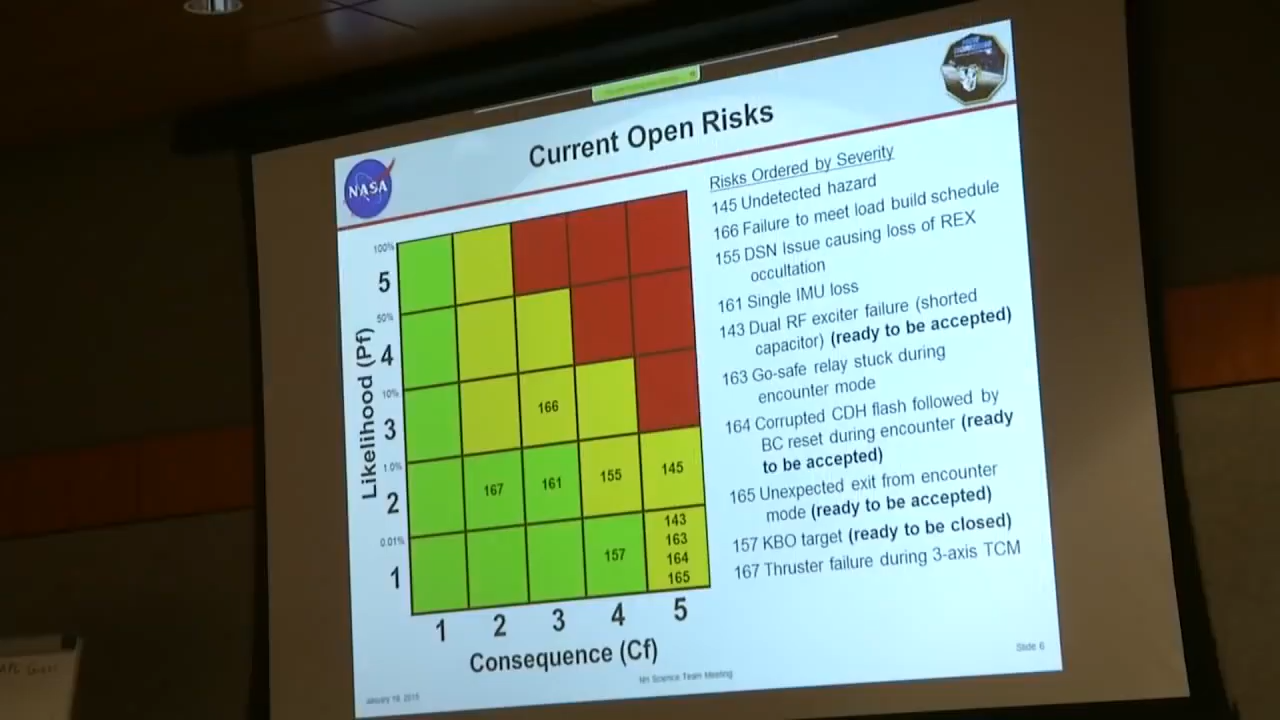 Current Open Risks
NASA
Risks Ordered by Severity
145 Undetected hazard
166 Failure to meet load build schedule
155 DSN Issue causing loss of REX
occultation
161 Single IMU loss
143 Dual RF exciter failure (shorted
capacitor) (ready to be accepted)
163 Go-safe relay stuck during
encounter mode
164 Corrupted CDH flash followed by
BC reset during encounter (ready
to be accepted)
165 Unexpected exit from encounter
mode (ready to be accepted)
157 KBO target (ready to be closed)
167 Thruster failure during 3-axis TCM
Likelihood (Pf)
100%
5
50%
4
10%
3
166
1.0%
2
167 161 155 145
0.01%
1
157
143
163
164
165
1 2 3 4 5
Consequence (Cf)
Slide 6
NH Science Team Meeting